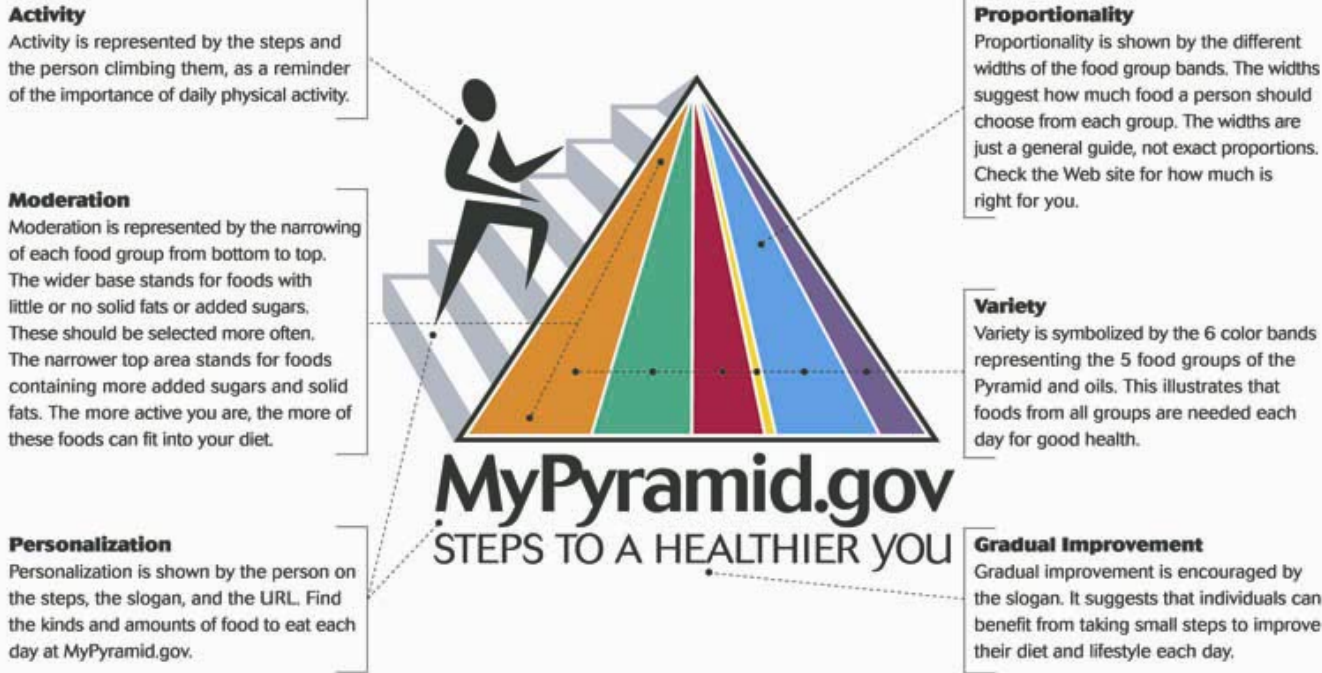 Activity
Activity is represented by the steps and
the person climbing them, as a reminder
of the importance of daily physical activity.
Moderation
Moderation is represented by the narrowing
of each food group from bottom to top.
The wider base stands for foods with
little or no solid fats or added sugars.
These should be selected more often.
The narrower top area stands for foods
containing more added sugars and solid
fats. The more active you are, the more of
these foods can fit into your diet.
Personalization
Personalization is shown by the person on
the steps, the slogan, and the URL. Find
the kinds and amounts of food to eat each
day at MyPyramid.gov.
MyPyramid.gov
STEPS TO A HEALTHIER YOU
Proportionality
Proportionality is shown by the different
widths of the food group bands. The widths
suggest how much food a person should
choose from each group. The widths are
just a general guide, not exact proportions.
Check the Web site for how much is
right for you.
Variety
Variety is symbolized by the 6 color bands
representing the 5 food groups of the
Pyramid and oils. This illustrates that
foods from all groups are needed each
day for good health.
Gradual Improvement
Gradual improvement is encouraged by
the slogan. It suggests that individuals can
benefit from taking small steps to improve
their diet and lifestyle each day.